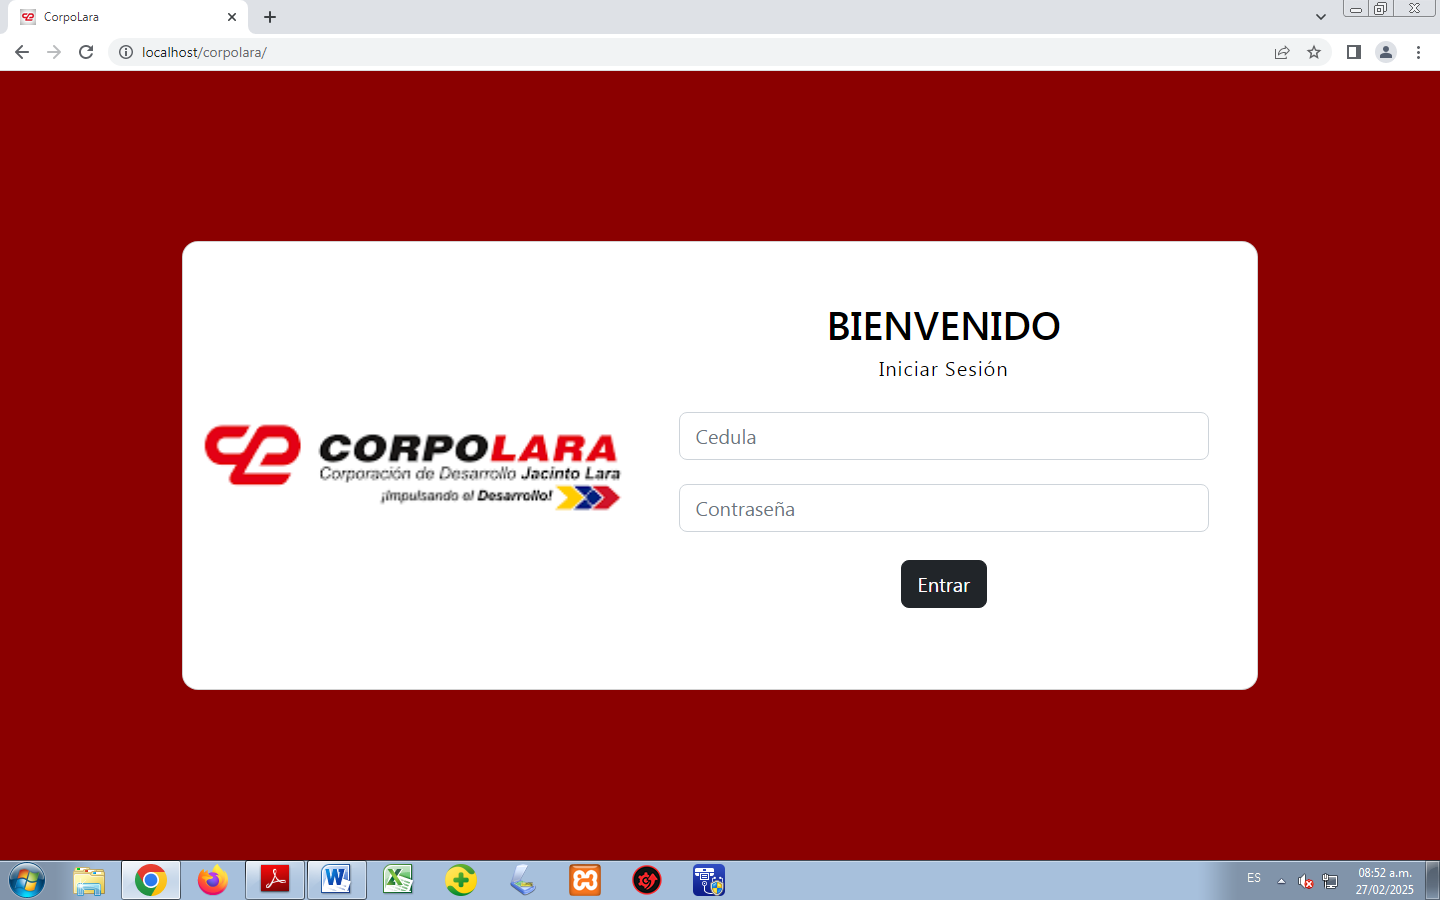 CorpoLara
localhost/corpolara/
BIENVENIDO
Iniciar Sesión
Cedula
Contraseña
Entrar
CORPOLARA
Corporación de Desarrollo Jacinto Lara
¡Impulsando el Desarrollo!
ES
08:52 a.m.
27/02/2025